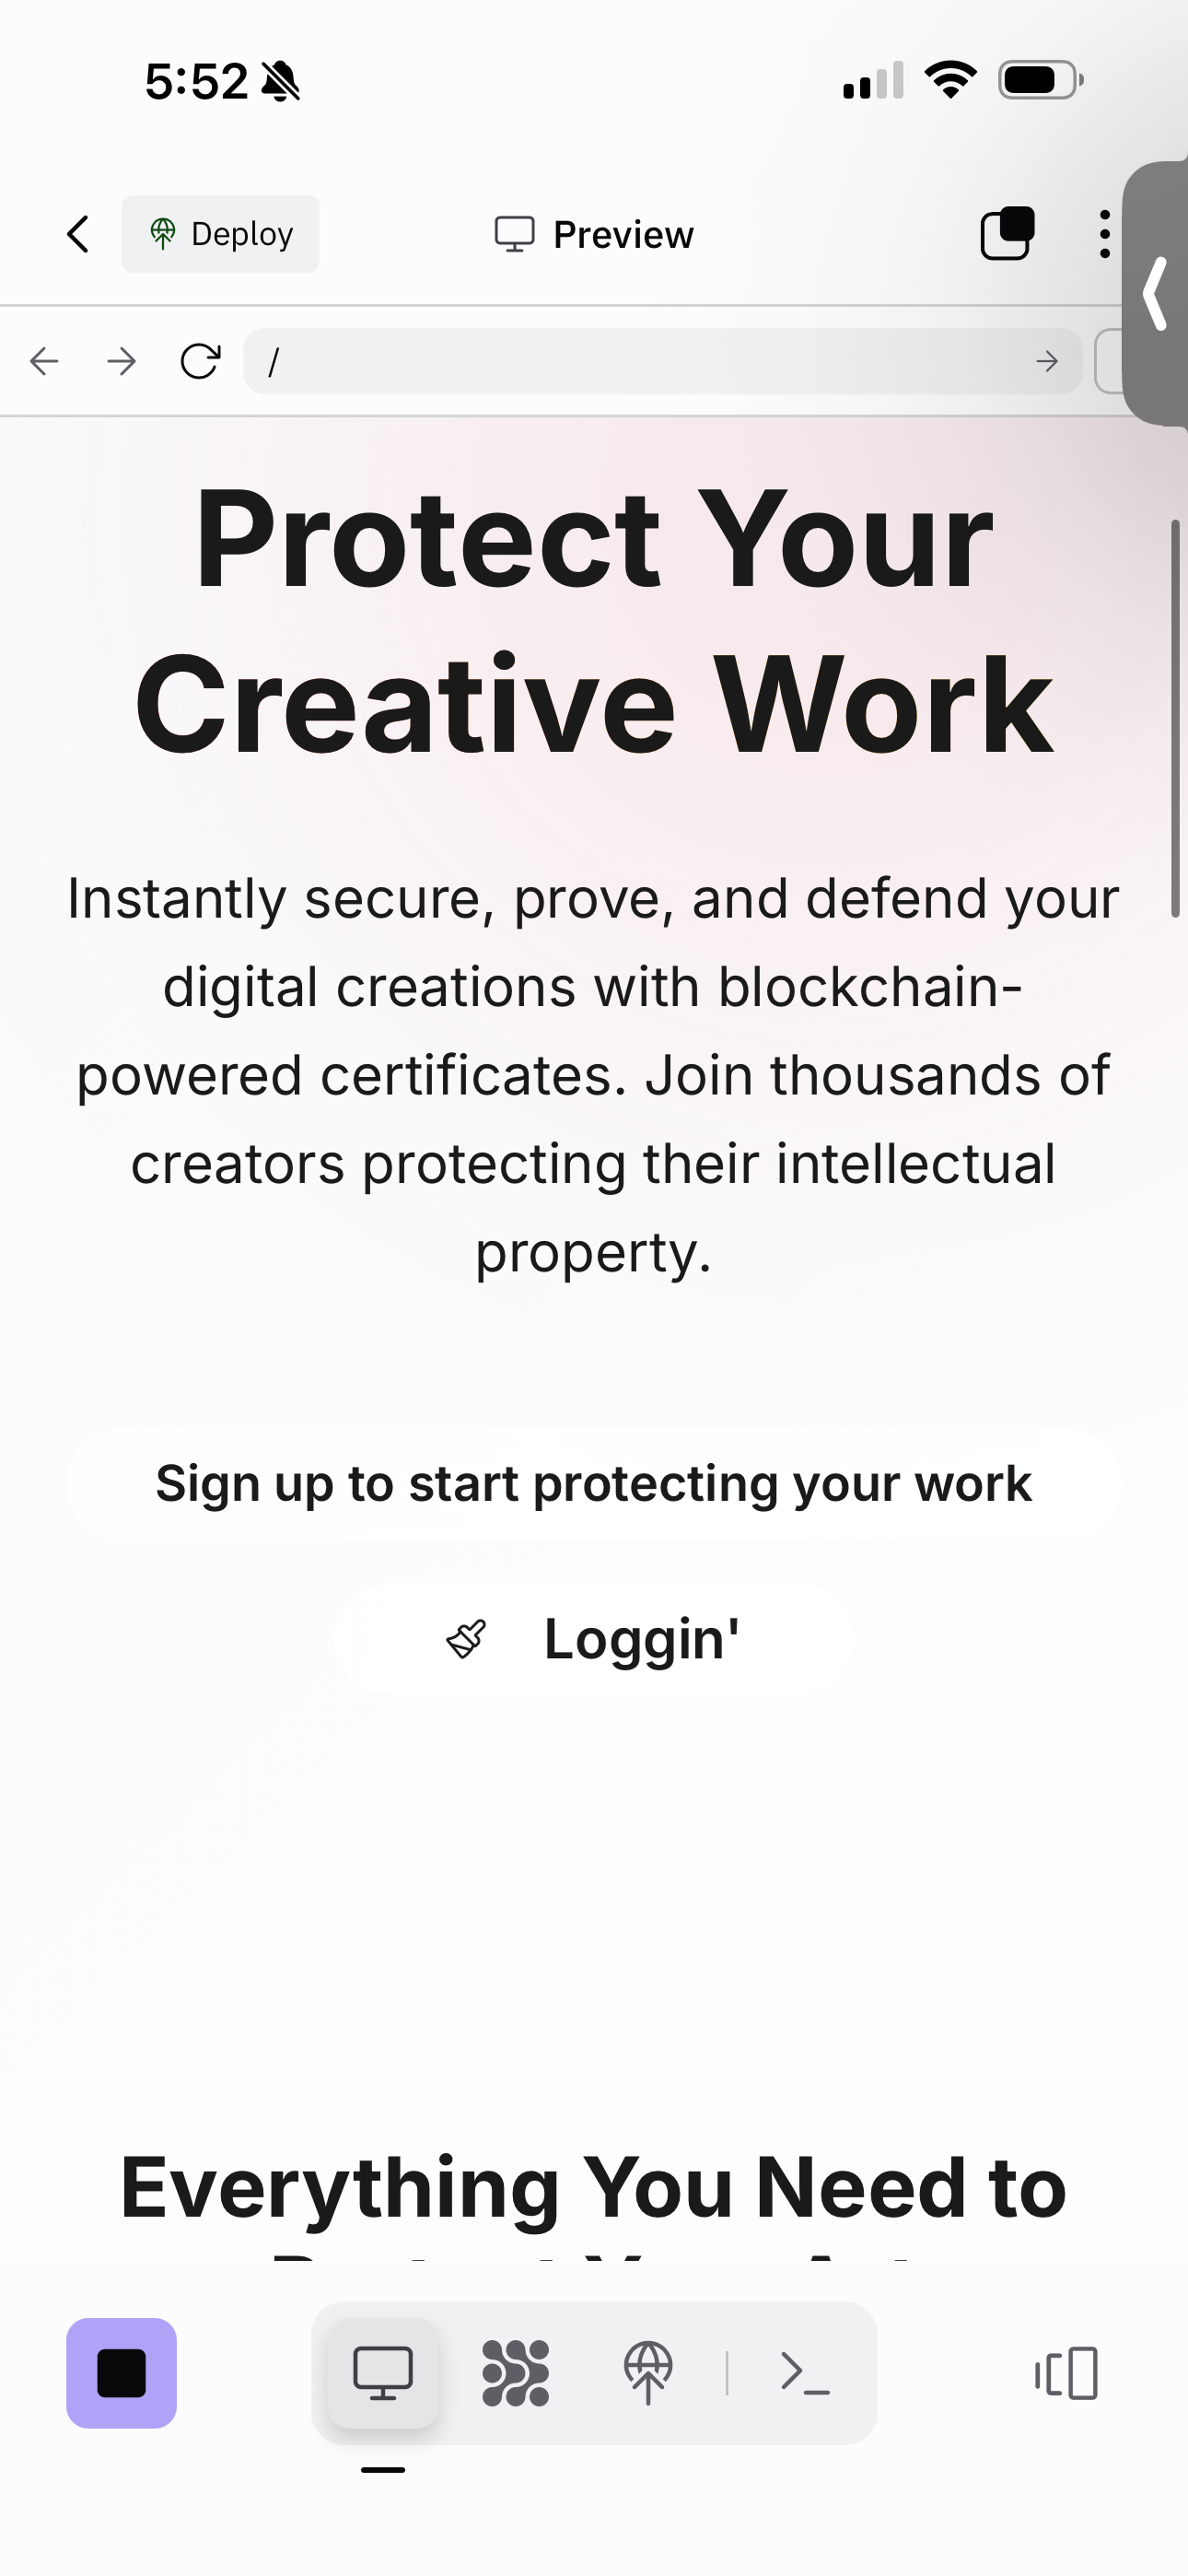 5:52
Deploy
Preview
/
Protect Your
Creative Work
Instantly secure, prove, and defend your
digital creations with blockchain-
powered certificates. Join thousands of
creators protecting their intellectual
property.
Sign up to start protecting your work
Loggin'
Everything You Need to